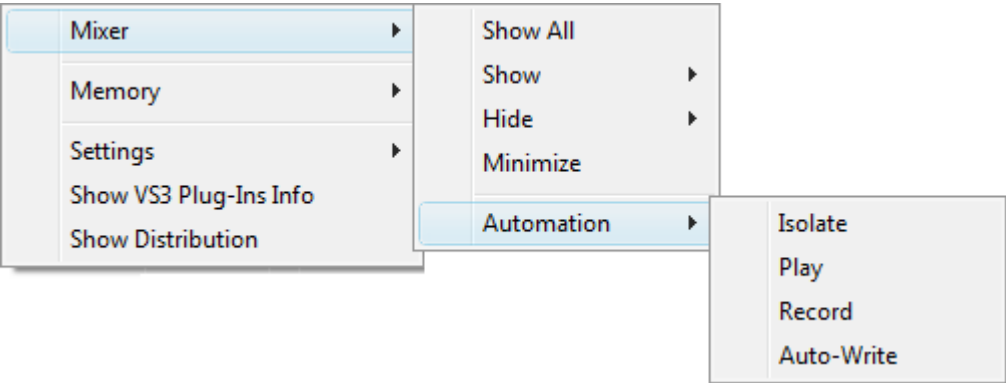 Mixer
Memory
Settings
Show VS3 Plug-Ins Info
Show Distribution
Show All
Show
Hide
Minimize
Automation
Isolate
Play
Record
Auto-Write